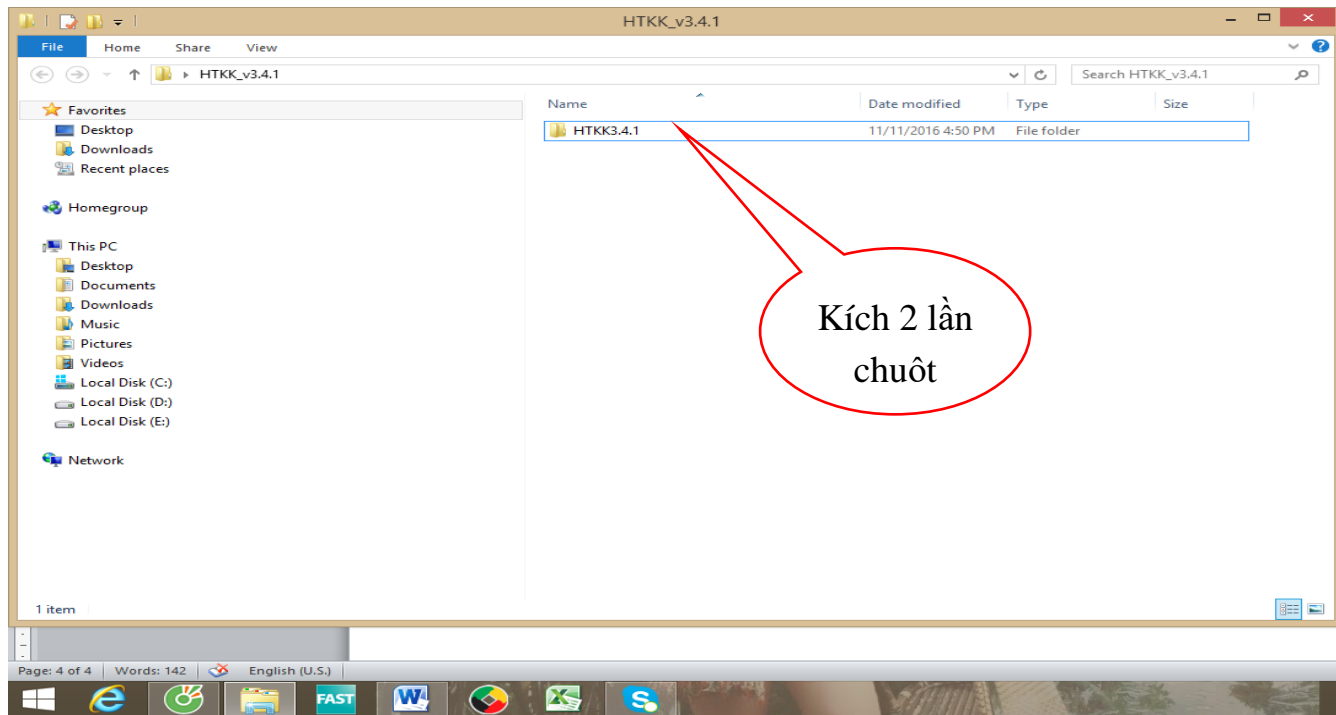 HTKK_v3.4.1
File Home Share View
HTKK_v3.4.1
Search HTKK_v3.4.1
Name Date modified Type Size
HTKK3.4.1 11/11/2016 4:50 PM File folder
Favorites
Desktop
Downloads
Recent places
Homegroup
This PC
Desktop
Documents
Downloads
Music
Pictures
Videos
Local Disk (C:)
Local Disk (D:)
Local Disk (E:)
Network
Kích 2 lần
chuôt
1 item
Page: 4 of 4 Words: 142 English (U.S.)
FAST